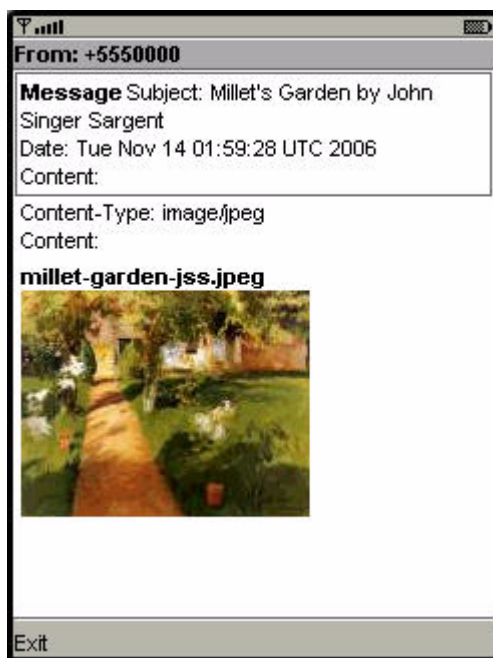 From: +5550000
Message Subject: Millet's Garden by John
Singer Sargent
Date: Tue Nov 14 01:59:28 UTC 2006
Content:
Content-Type: image/jpeg
Content:
millet-garden-jss.jpeg
Exit